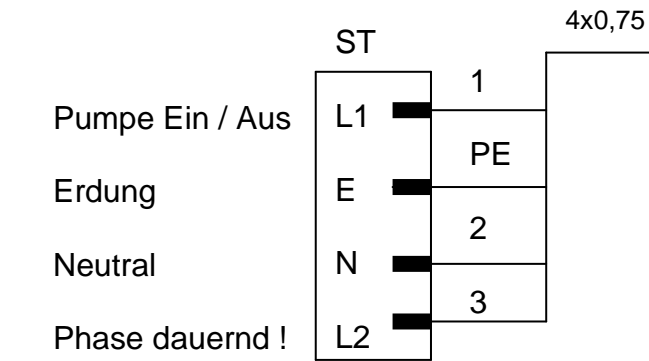 4x0,75
ST
1
Pumpe Ein / Aus L1
PE
Erdung E
2
Neutral N
3
Phase dauernd ! L2